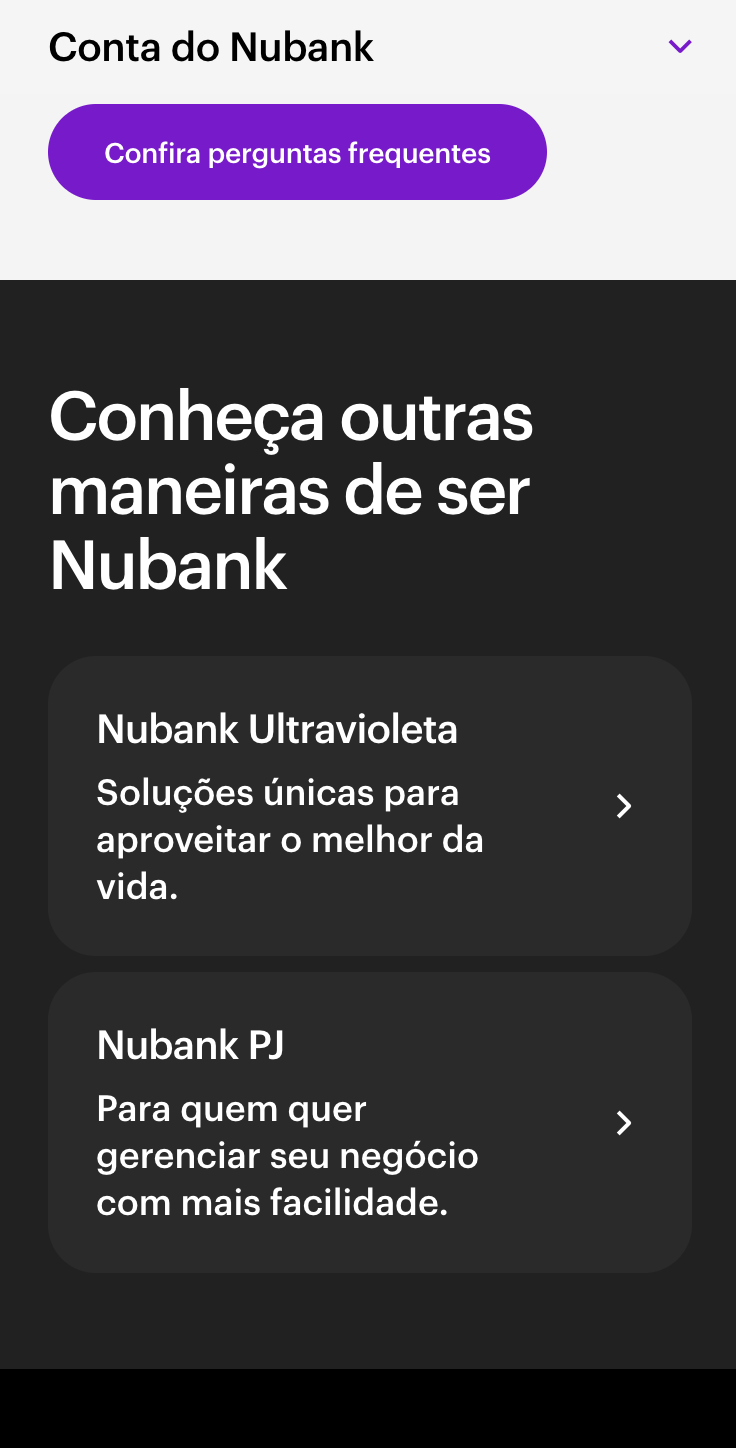 Conta do Nubank
Confira perguntas frequentes
Conheça outras
maneiras de ser
Nubank
Nubank Ultravioleta
Soluções únicas para
aproveitar o melhor da
vida.
Nubank PJ
Para quem quer
gerenciar seu negócio
com mais facilidade.